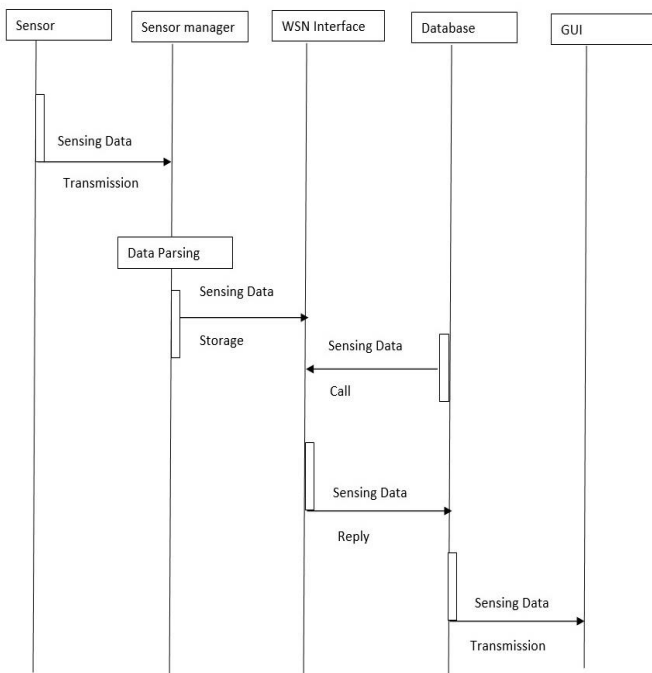 Sensor
Sensor manager
WSN Interface
Database
GUI
Sensing Data
Transmission
Data Parsing
Sensing Data
Storage
Sensing Data
Call
Sensing Data
Reply
Sensing Data
Transmission